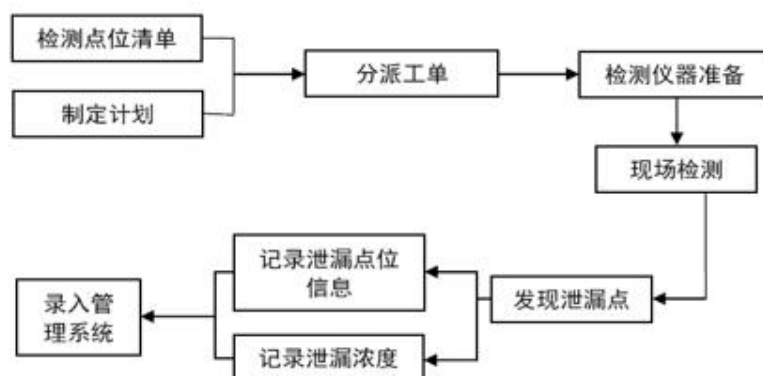 检测点位清单
制定计划
分派工单
检测仪器准备
现场检测
发现泄漏点
记录泄漏点位
信息
记录泄漏浓度
录入管
理系统